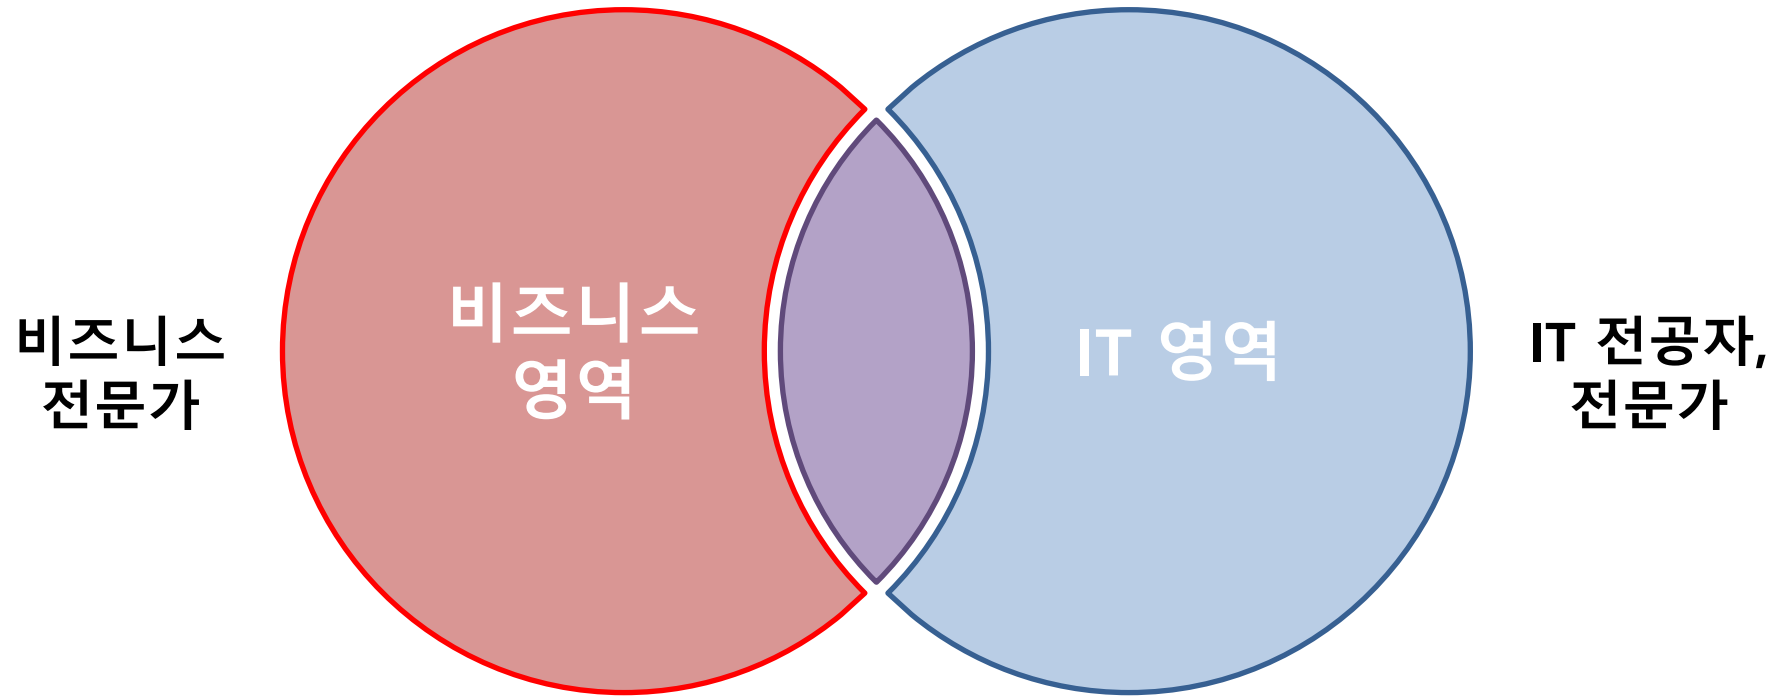 비즈니스
전문가
비즈니스
영역
IT 영역
IT 전공자,
전문가